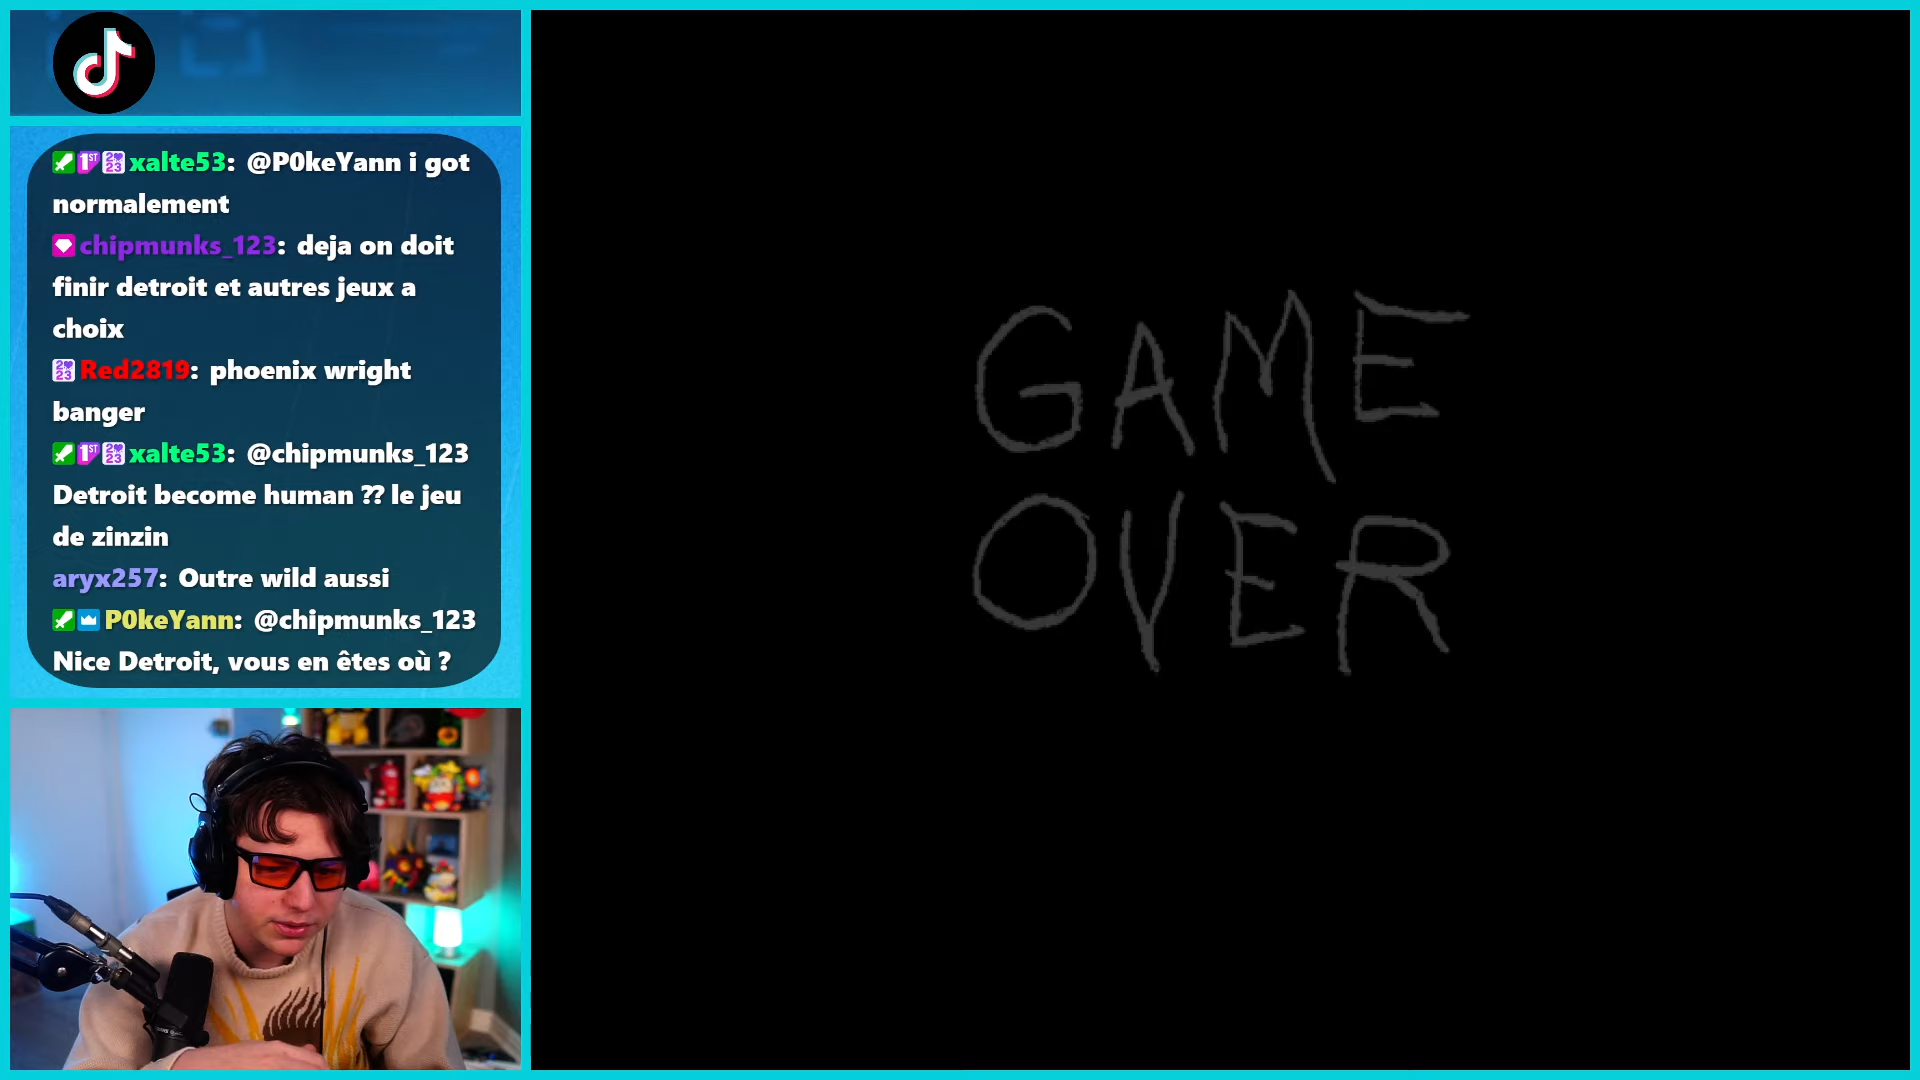 xalte53: @P0keYann i got
normalement
chipmunks_123: deja on doit
finir detroit et autres jeux a
choix
Red2819: phoenix wright
banger
xalte53: @chipmunks_123
Detroit become human ?? le jeu
de zinzin
aryx257: Outre wild aussi
P0keYann: @chipmunks_123
Nice Detroit, vous en êtes où ?
GAME
OVER